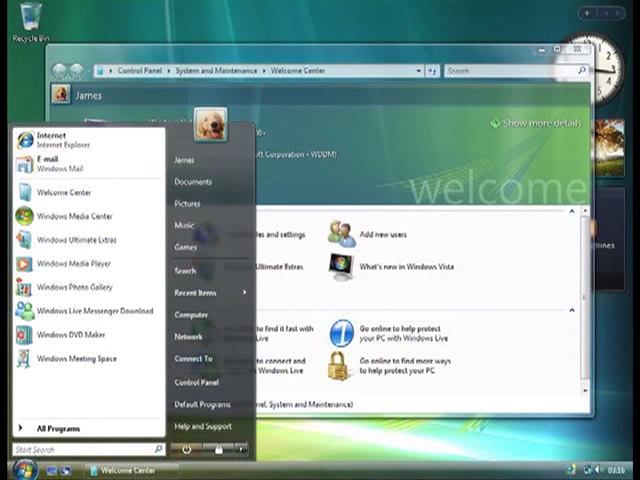 Recycle Bin
Control Panel
System and Maintenance
Welcome Center
Search
James
Show more details
soft Corporation - WDDM)
welcome
Internet
Internet Explorer
E-mail
Windows Mail
Welcome Center
Windows Media Center
Windows Ultimate Extras
Windows Media Player
Windows Photo Gallery
Windows Live Messenger Download
Windows DVD Maker
Windows Meeting Space
All Programs
Start Search
James
Documents
Pictures
Music
Games
Search
Recent Items
Computer
Network
Connect To
Control Panel
Default Programs
Help and Support
files and settings
Add new users
Ultimate Extras
What's new in Windows Vista
to find it fast with
Live
Go online to help protect
your PC with Windows Live
to connect and
Windows Live
Go online to find more ways
to help protect your PC
, System and Maintenance)
Welcome Center
03:16